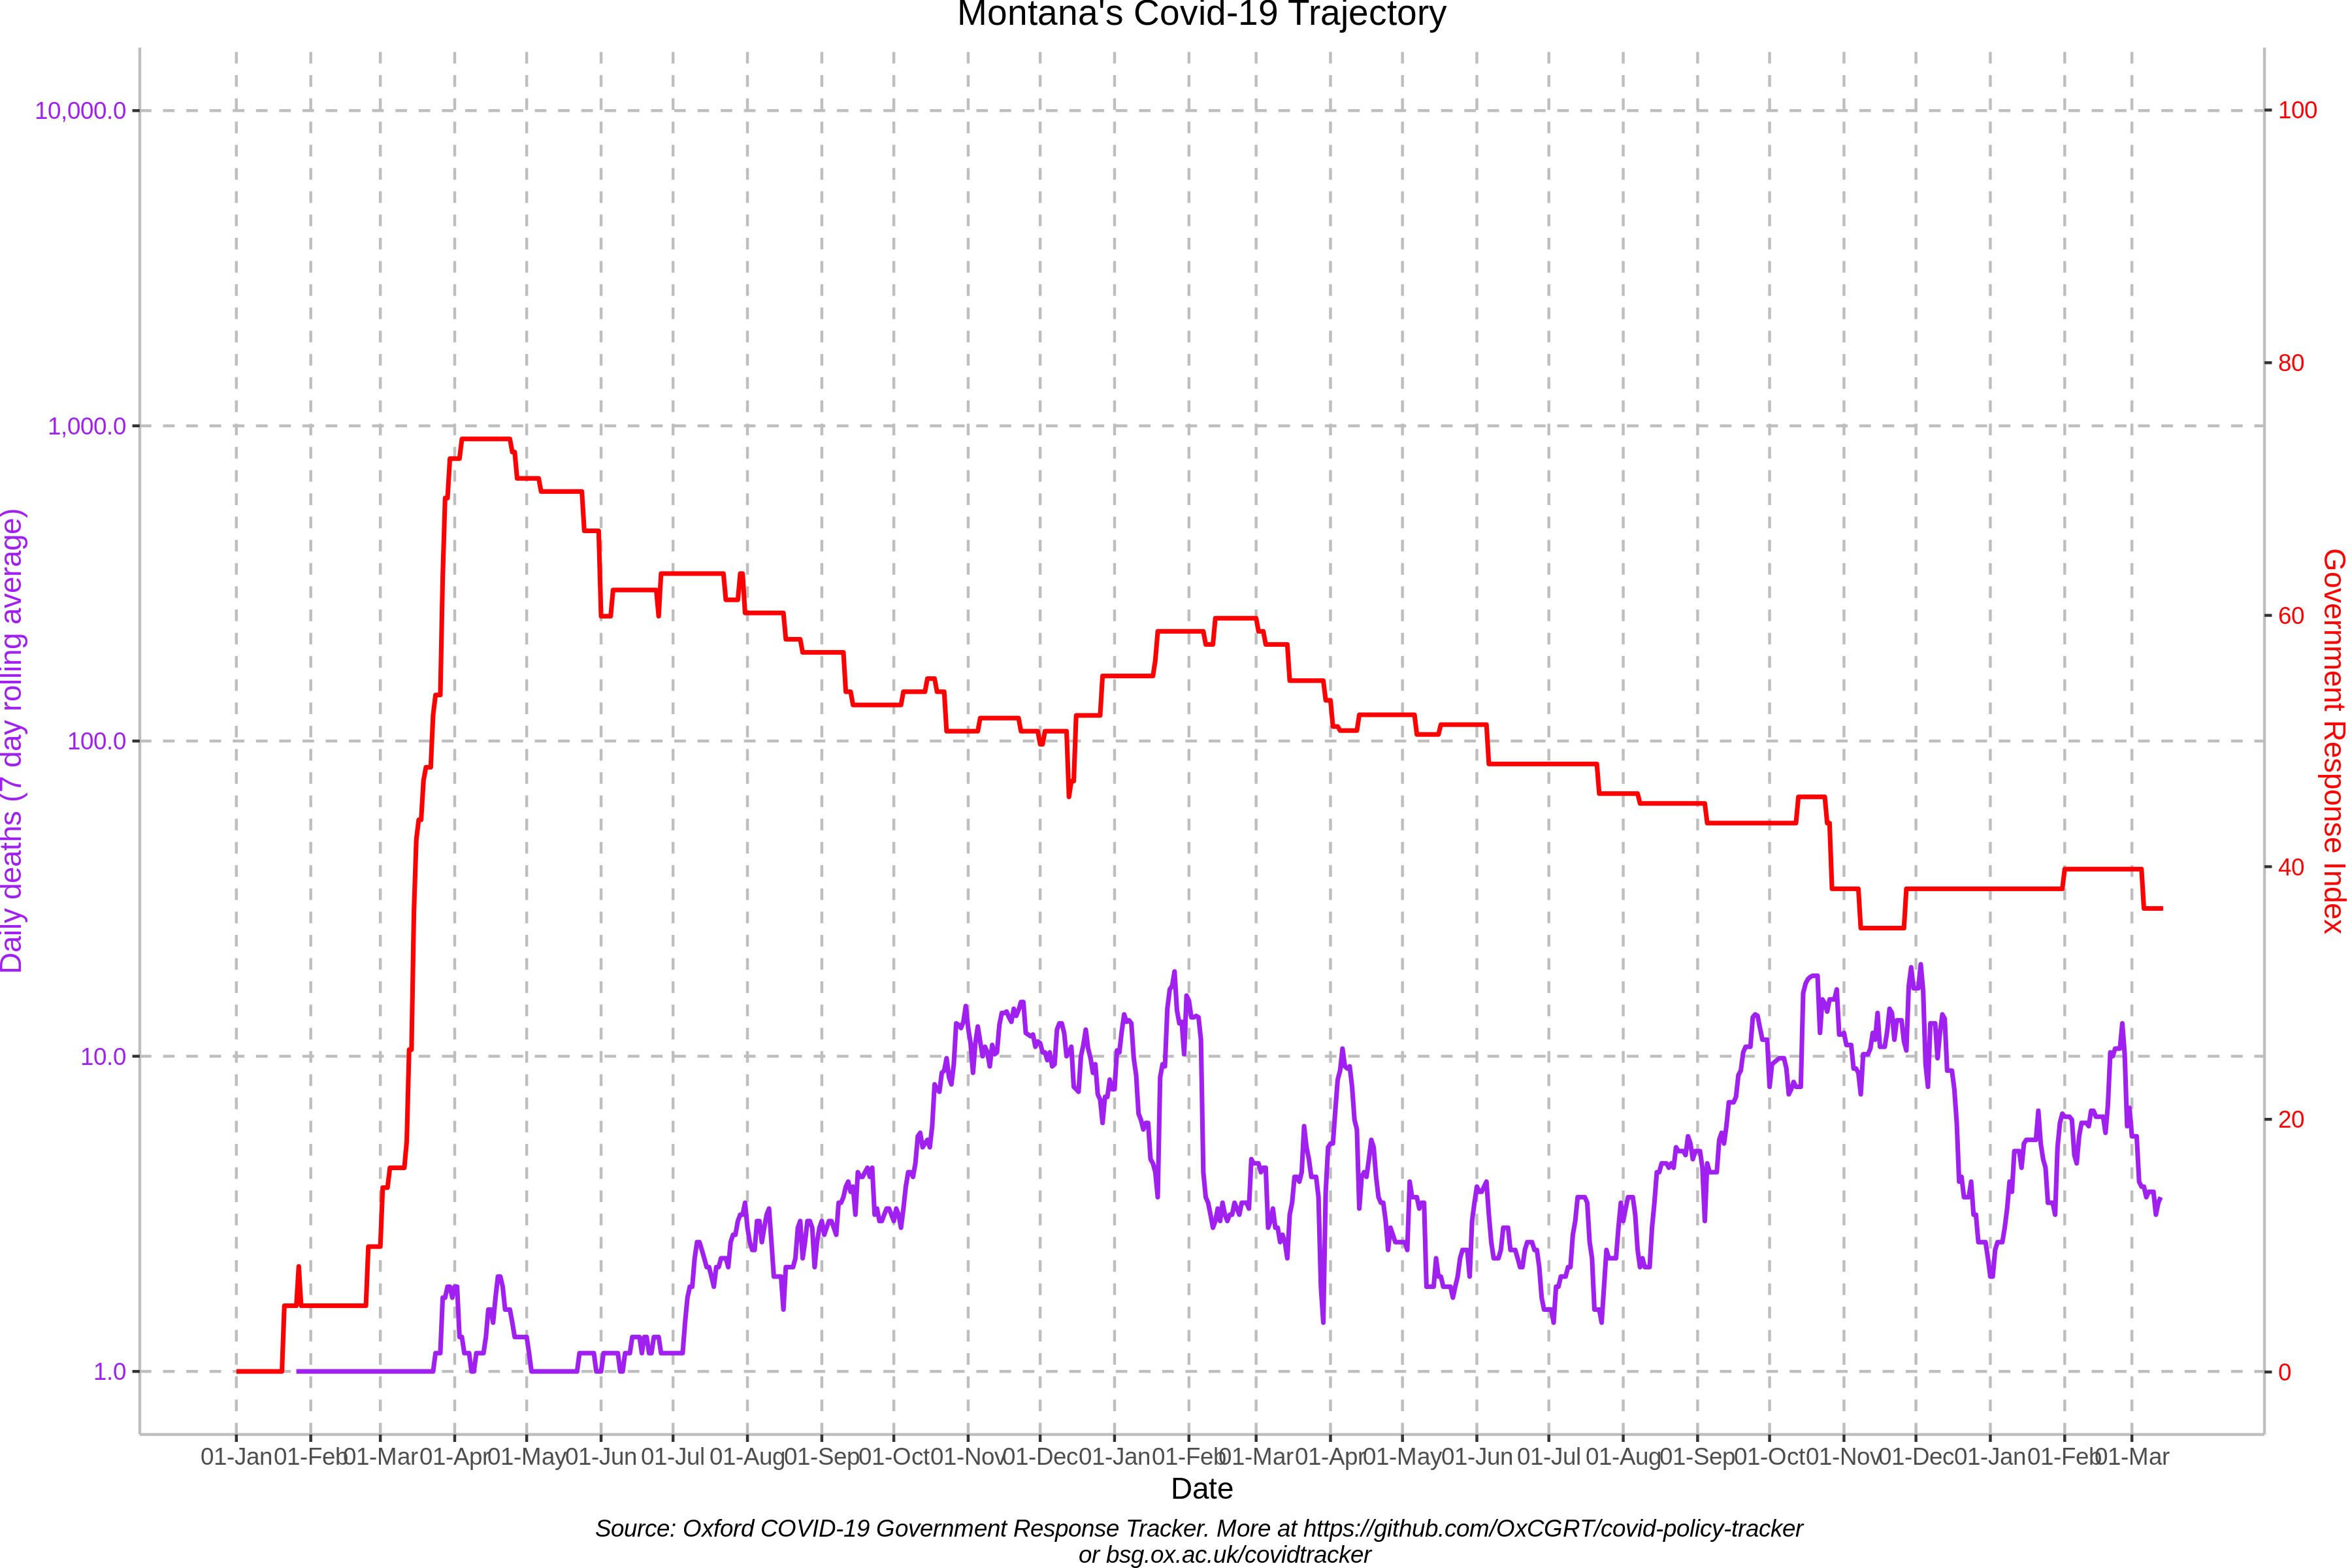 Montana's Covid-19 Trajectory
10,000.0
1,000.0
100.0
10.0
1.0
Daily deaths (7 day rolling average)
100
80
60
40
20
0
Government Response Index
01-Jan 01-Feb 01-Mar 01-Apr 01-May 01-Jun 01-Jul 01-Aug 01-Sep 01-Oct 01-Nov 01-Dec 01-Jan 01-Feb 01-Mar 01-Apr 01-May 01-Jun 01-Jul 01-Aug 01-Sep 01-Oct 01-Nov 01-Dec 01-Jan 01-Feb 01-Mar
Date
Source: Oxford COVID-19 Government Response Tracker. More at https://github.com/OxCGRT/covid-policy-tracker
or bsg.ox.ac.uk/covidtracker